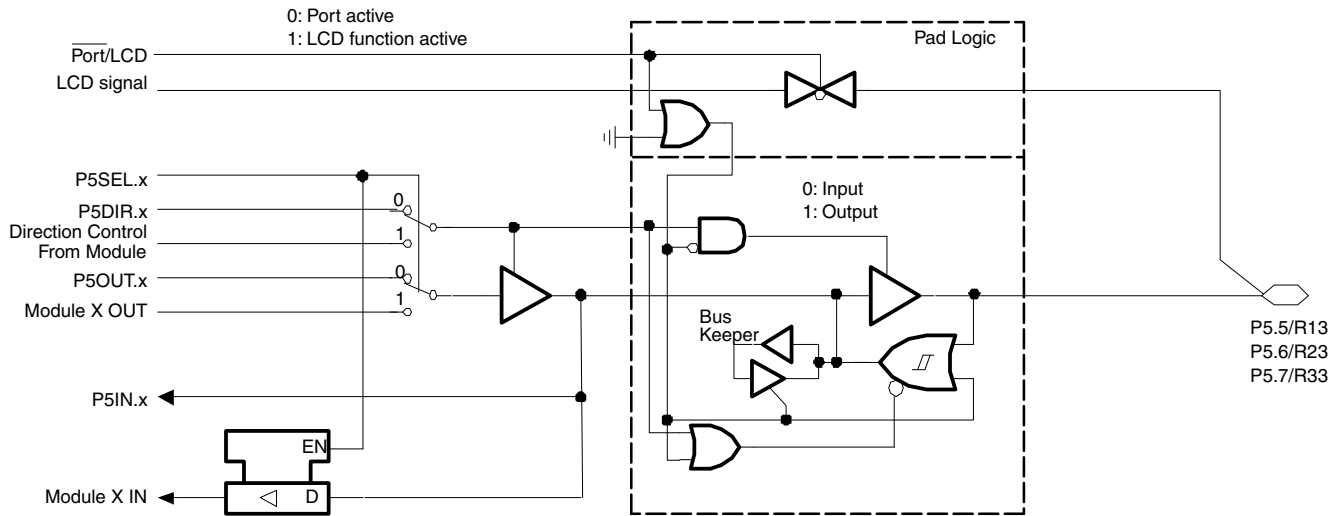 0: Port active
1: LCD function active
Pad Logic
Port/LCD
LCD signal
P5SEL.x
0
P5DIR.x
Direction Control
From Module
1
P5OUT.x
0
Module X OUT
1
0: Input
1: Output
Bus
Keeper
P5.5/R13
P5.6/R23
P5.7/R33
P5IN.x
EN
Module X IN
D